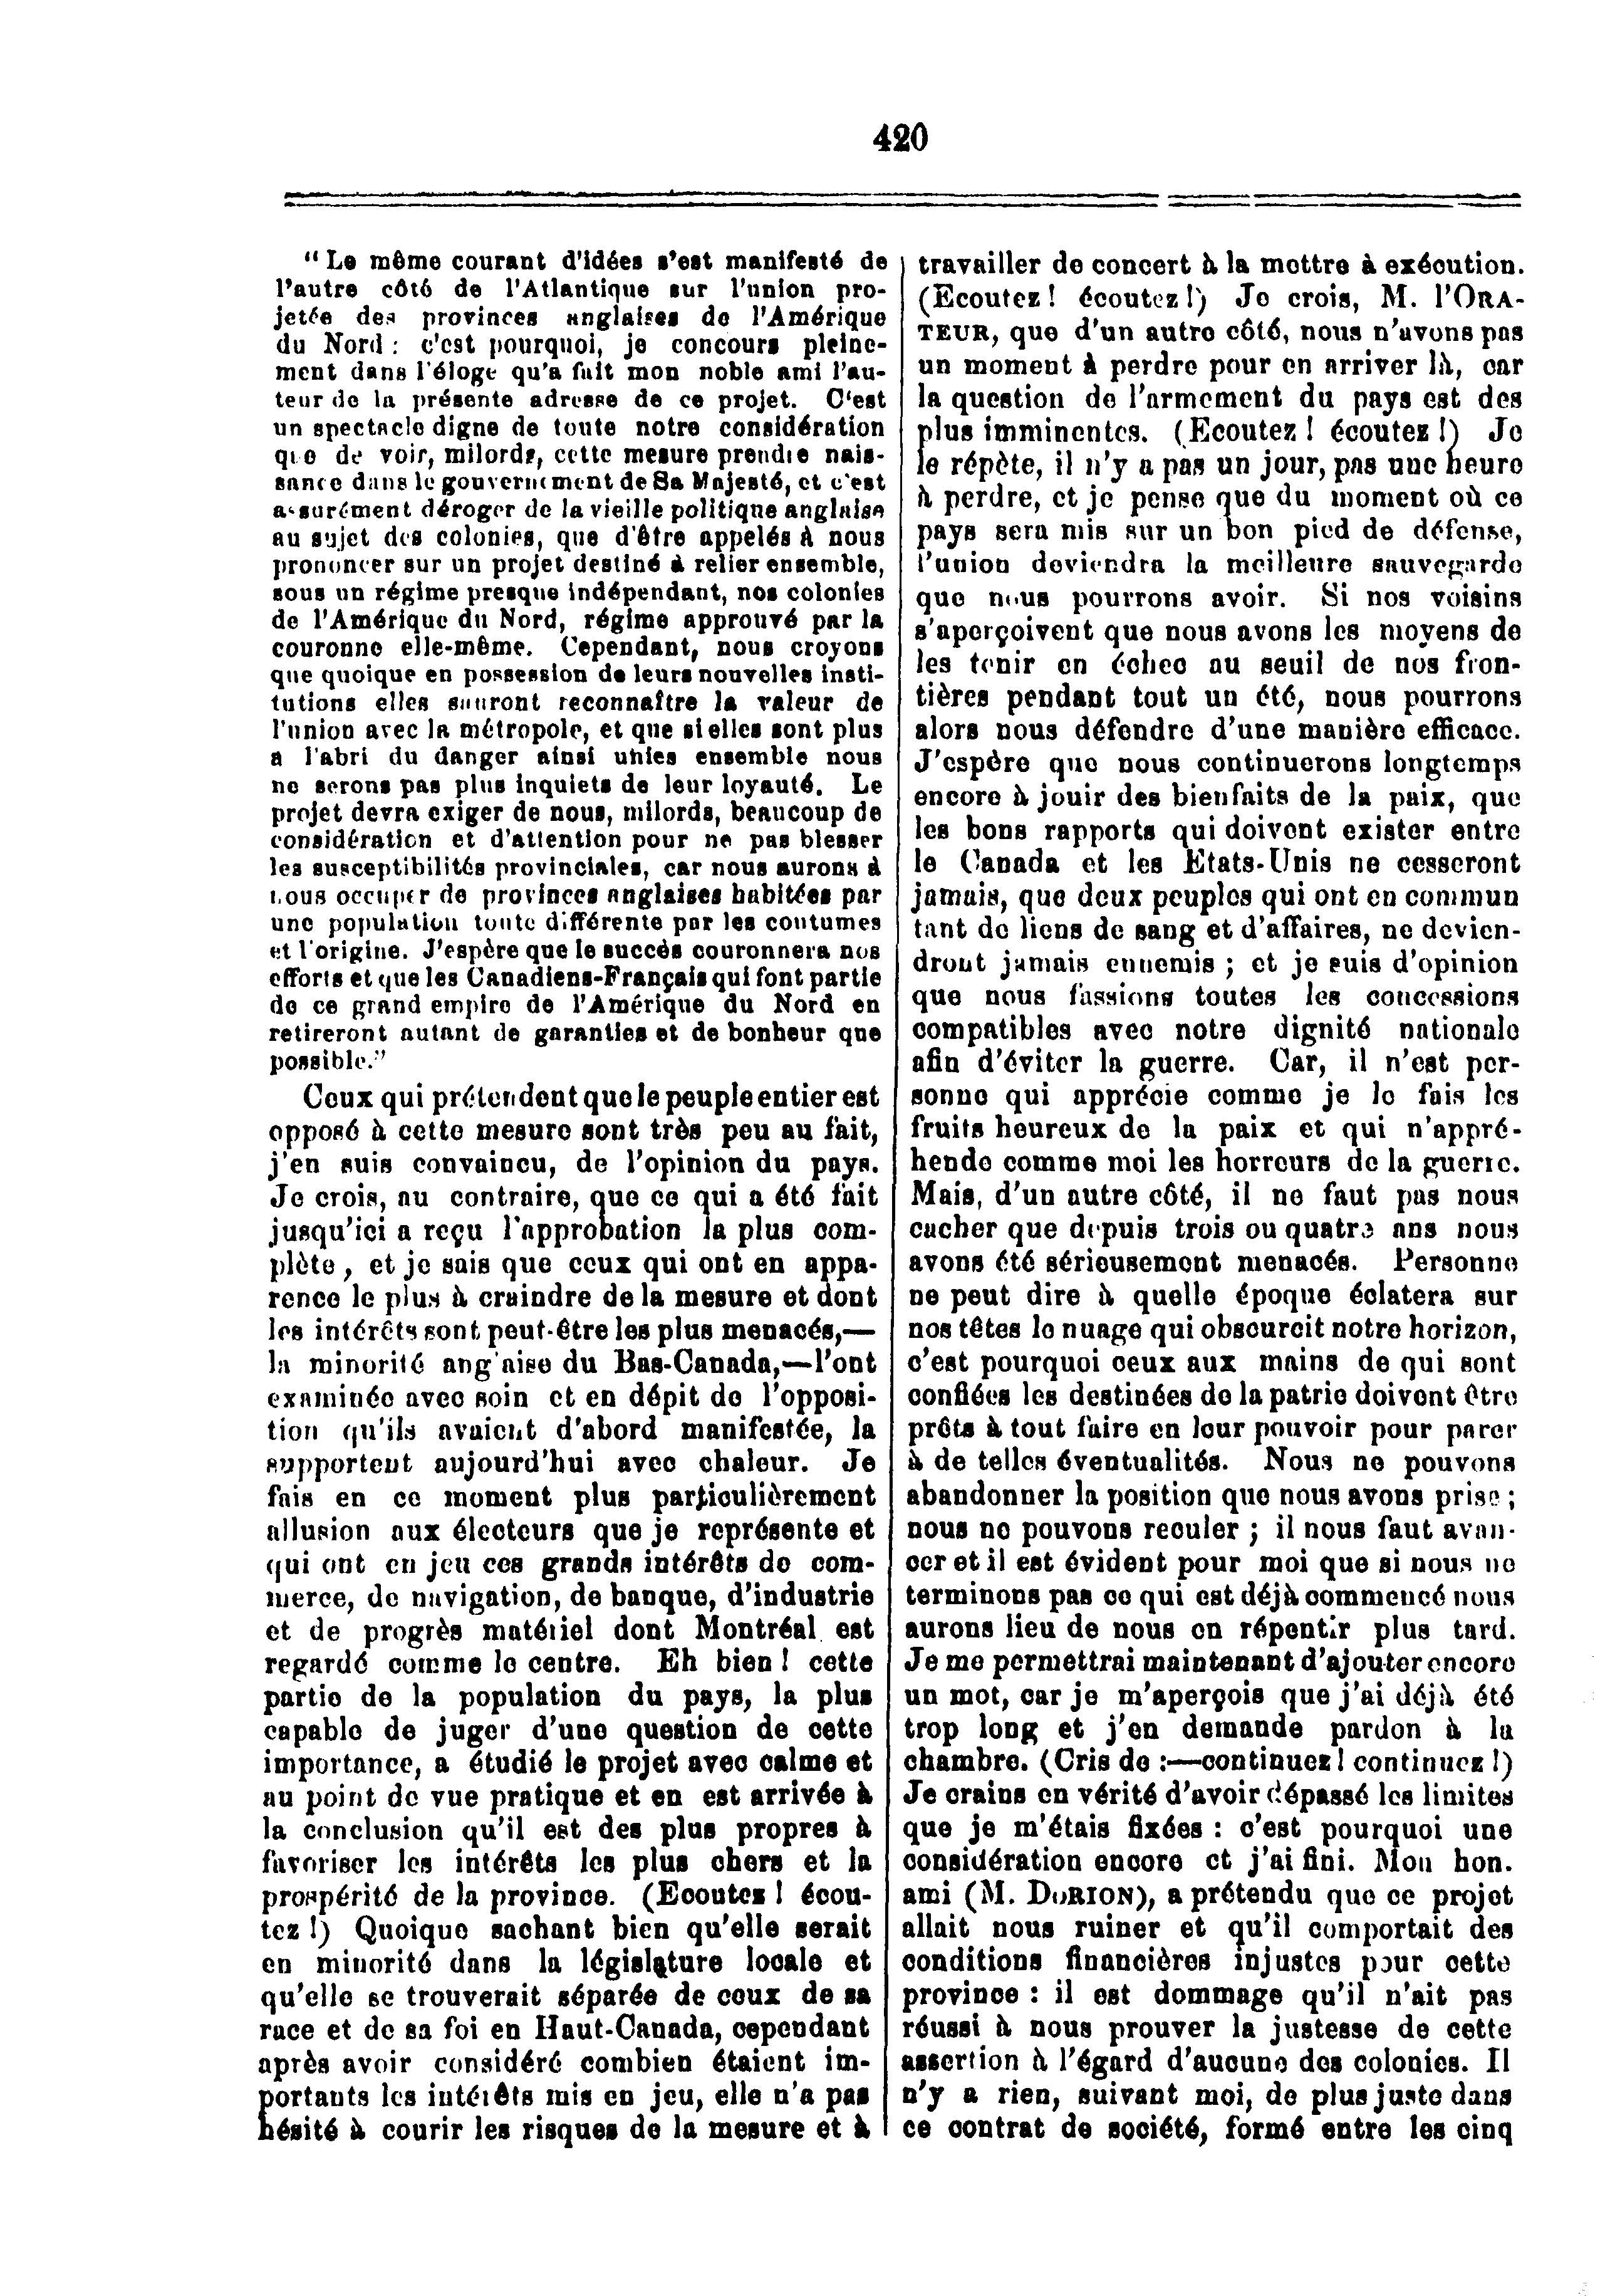 420
“ Le même courant d'idées s'est manifesté de
l'autre côté de l'Atlantique sur l'union pro-
jetée des provinces anglaises de l'Amérique
du Nord : c'est pourquoi, je concours pleine-
ment dans l'éloge qu'a fait mon noble ami l'au-
teur de la présente adresse de ce projet. C'est
un spectacle digne de toute notre considération
que de voir, milords, cette mesure prendre nais-
sance dans le gouvernement de Sa Majesté, et c'est
assurément déroger de la vieille politique anglaise
au sujet des colonies, que d'être appelés à nous
prononcer sur un projet destiné à relier ensemble,
sous un régime presque indépendant, nos colonies
de l'Amérique du Nord, régime approuvé par la
couronne elle-même. Cependant, nous croyons
que quoique en possession de leurs nouvelles insti-
tutions elles sauront reconnaître la valeur de
l'union avec la métropole, et que si elles sont plus
a l'abri du danger ainsi unies ensemble nous
ne serons pas plus inquiets de leur loyauté. Le
projet devra exiger de nous, milords, beaucoup de
considération et d'attention pour ne pas blesser
les susceptibilités provinciales, car nous aurons à
nous occuper de provinces anglaises habitées par
une population toute différente par les coutumes
et l'origine. J'espère que le succès couronnera nos
efforts et que les Canadiens-Français qui font partie
de ce grand empire de l'Amérique du Nord en
retireront autant de garanties et de bonheur que
possible.”
Ceux qui prétendent que le peuple entier est
opposé à cette mesure sont très peu au fait,
j'en suis convaincu, de l'opinion du pays.
Je crois, au contraire, que ce qui a été fait
jusqu'ici a reçu l'approbation la plus com-
plète, et je sais que ceux qui ont en appa-
rence le plus à craindre de la mesure et dont
les intérêts sont peut-être les plus menacés,—
la minorité anglaise du Bas-Canada,—l'ont
examinée avec soin et en dépit de l'opposi-
tion qu'ils avaient d'abord manifestée, la
supportent aujourd'hui avec chaleur. Je
fais en ce moment plus particulièrement
allusion aux électeurs que je représente et
qui ont en jeu ces grands intérêts de com-
merce, de navigation, de banque, d'industrie
et de progrès matériel dont Montréal est
regardé comme le centre. Eh bien ! cette
partie de la population du pays, la plus
capable de juger d'une question de cette
importance, a étudié le projet avec calme et
au point de vue pratique et en est arrivée à
la conclusion qu'il est des plus propres à
favoriser les intérêts les plus chers et la
prospérité de la province. (Ecoutez ! écou-
tez !) Quoique sachant bien qu'elle serait
en minorité dans la législature locale et
qu'elle se trouverait séparée de ceux de sa
race et de sa foi en Haut-Canada, cependant
après avoir considéré combien étaient im-
portants les intérêts mis en jeu, elle n'a pas
hésité à courir les risques de la mesure et à
travailler de concert à la mettre à exécution.
(Ecoutez ! écoutez !) Je crois, M. l'ORA-
TEUR, que d'un autre côté, nous n'avons pas
un moment à perdre pour en arriver là, car
la question de l'armement du pays est des
plus imminentes. (Ecoutez ! écoutez !) Je
le répète, il n'y a pas un jour, pas une heure
à perdre, et je pense que du moment où ce
pays sera mis sur un bon pied de défense,
l'union deviendra la meilleure sauvegarde
que nous pourrons avoir. Si nos voisins
s'aperçoivent que nous avons les moyens de
les tenir en échec au seuil de nos fron-
tières pendant tout un été, nous pourrons
alors nous défendre d'une manière efficace.
J'espère que nous continuerons longtemps
encore à jouir des bienfaits de la paix, que
les bons rapports qui doivent exister entre
le Canada et les Etats-Unis ne cesseront
jamais, que deux peuples qui ont en commun
tant de liens de sang et d'affaires, ne devien-
dront jamais ennemis ; et je suis d'opinion
que nous fassions toutes les concessions
compatibles avec notre dignité nationale
afin d'éviter la guerre. Car, il n'est per-
sonne qui apprécie comme je le fais les
fruits heureux de la paix et qui n'appré-
hende comme moi les horreurs de la guerre.
Mais, d'un autre côté, il ne faut pas nous
cacher que depuis trois ou quatre ans nous
avons été sérieusement menacés. Personne
ne peut dire à quelle époque éclatera sur
nos têtes le nuage qui obscurcit notre horizon,
c'est pourquoi ceux aux mains de qui sont
confiées les destinées de la patrie doivent être
prêts à tout faire en leur pouvoir pour parer
à de telles éventualités. Nous ne pouvons
abandonner la position que nous avons prise ;
nous ne pouvons reculer ; il nous faut avan-
cer et il est évident pour moi que si nous ne
terminons pas ce qui est déjà commencé nous
aurons lieu de nous en répentir plus tard.
Je me permettrai maintenant d'ajouter encore
un mot, car je m'aperçois que j'ai déjà été
trop long et j'en demande pardon à la
chambre. (Cris de :—continuez ! continuez !)
Je crains en vérité d'avoir dépassé les limites
que je m'étais fixées : c'est pourquoi une
considération encore et j'ai fini. Mon hon.
ami (M. DORION), a prétendu que ce projet
allait nous ruiner et qu'il comportait des
conditions financières injustes pour cette
province : il est dommage qu'il n'ait pas
réussi à nous prouver la justesse de cette
assertion à l'égard d'aucune des colonies. Il
n'y a rien, suivant moi, de plus juste dans
ce contrat de société, formé entre les cinq